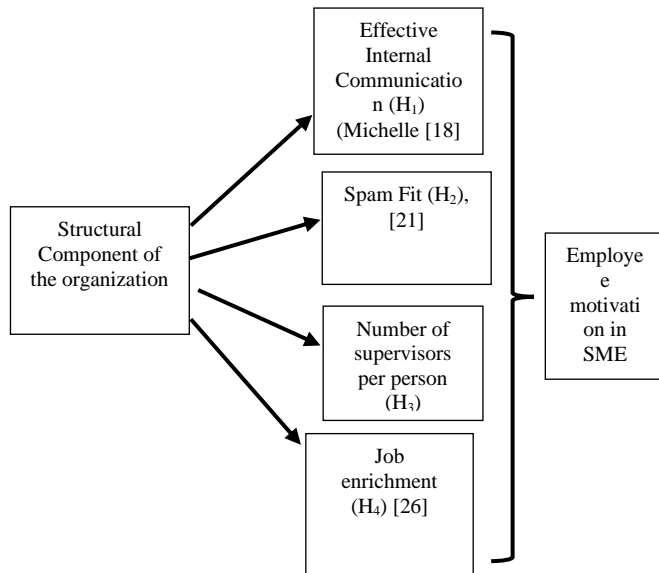 Effective
Internal
Communicatio
n (H₁)
(Michelle [18]
Spam Fit (H₂),
[21]
Structural
Component of
the organization
Employe
e
motivati
on in
SME
Number of
supervisors
per person
(H₃)
Job
enrichment
(H₄) [26]